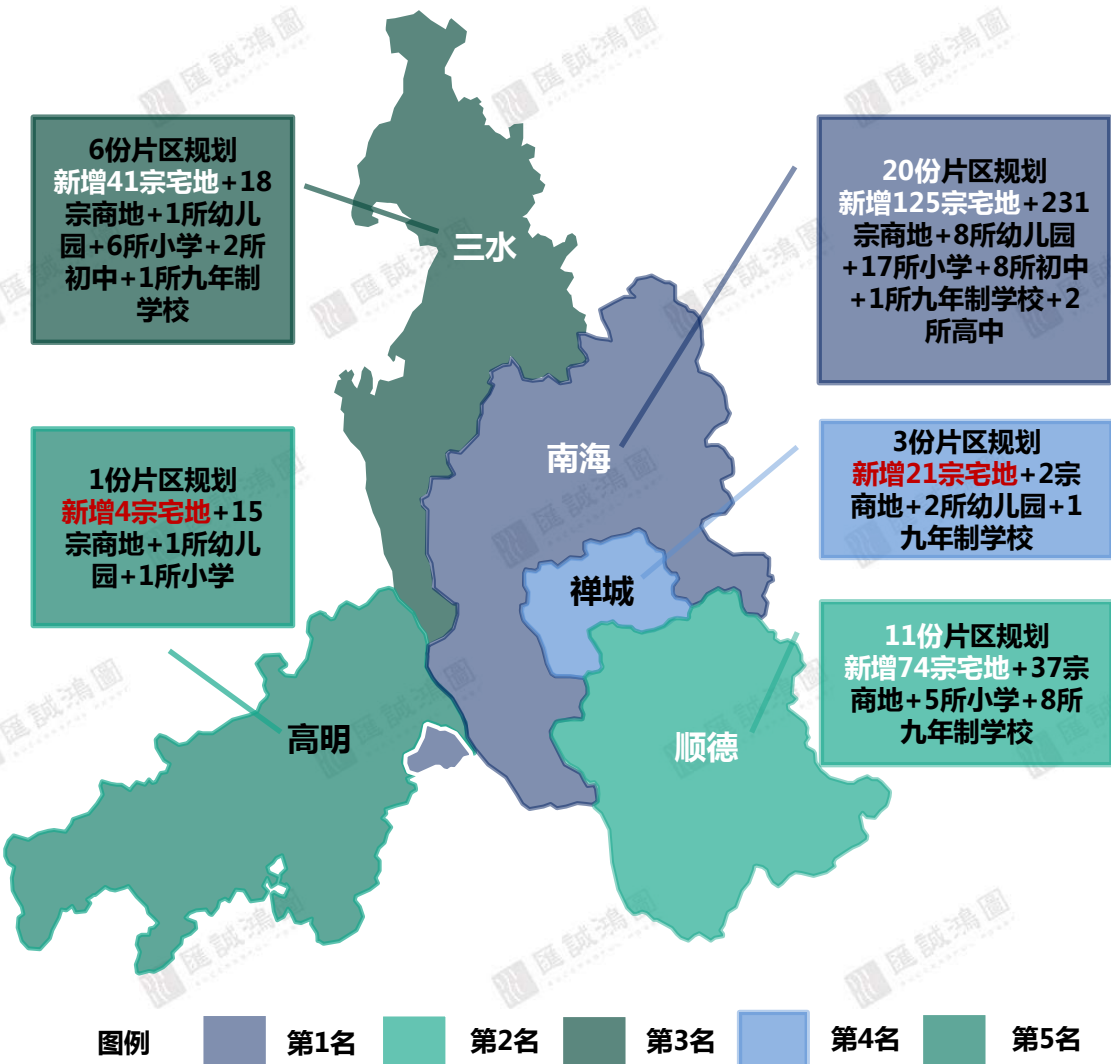 6份片区规划
新增41宗宅地+18
宗商地+1所幼儿
园+6所小学+2所
初中+1所九年制
学校
20份片区规划
新增125宗宅地+231
宗商地+8所幼儿园
+17所小学+8所初中
+1所九年制学校+2
所高中
三水
1份片区规划
新增4宗宅地+15
宗商地+1所幼儿
园+1所小学
南海
3份片区规划
新增21宗宅地+2宗
商地+2所幼儿园+1
九年制学校
禅城
11份片区规划
新增74宗宅地+37宗
商地+5所小学+8所
九年制学校
高明
顺德
图例
第1名
第2名
第3名
第4名
第5名
匯誠鴻圖